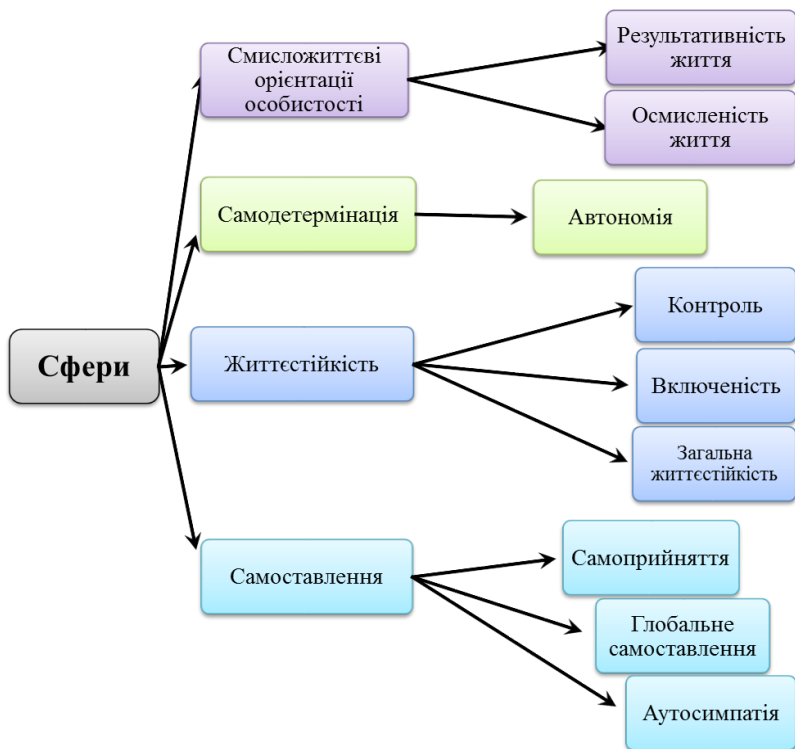 Смисложиттєві
орієнтації
особистості
Результативність
життя
Осмисленість
життя
Самодетермінація
Автономія
Сфери
Життєстійкість
Контроль
Включеність
Загальна
життєстійкість
Самоставлення
Самоприйняття
Глобальне
самоставлення
Аутосимпатія